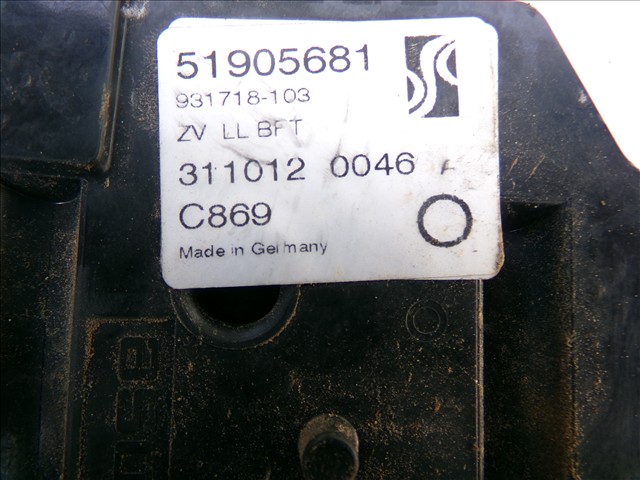 51905681
931718-103
ZV LL BFT
311012 0046 A
C869
Made in Germany